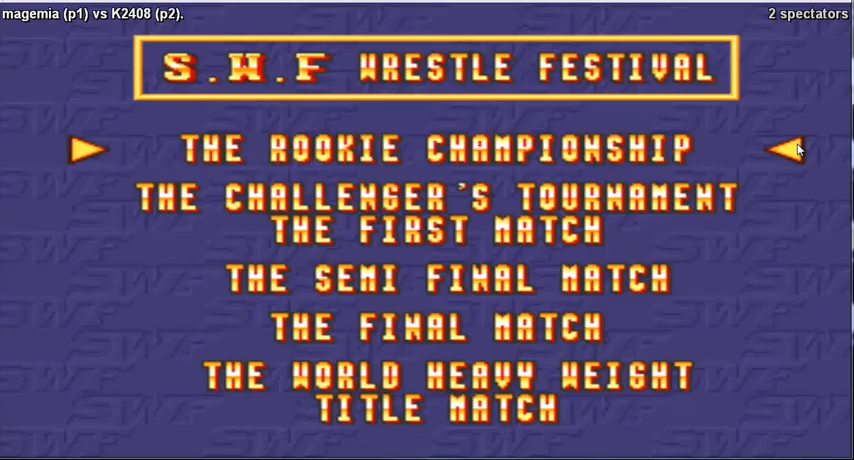 magemia (p1) vs K2408 (p2).
2 spectators
S.W.F WRESTLE FESTIVAL
THE ROOKIE CHAMPIONSHIP
THE CHALLENGER'S TOURNAMENT
THE FIRST MATCH
THE SEMI FINAL MATCH
THE FINAL MATCH
THE WORLD HEAVY WEIGHT
TITLE MATCH